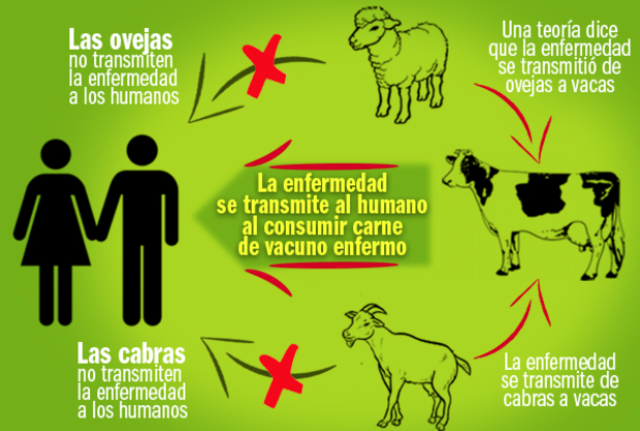 Las ovejas
no transmiten
la enfermedad
a los humanos
Una teoría dice
que la enfermedad
se transmitió de
ovejas a vacas
La enfermedad
se transmite al humano
al consumir carne
de vacuno enfermo
Las cabras
no transmiten
la enfermedad
a los humanos
La enfermedad
se transmite de
cabras a vacas